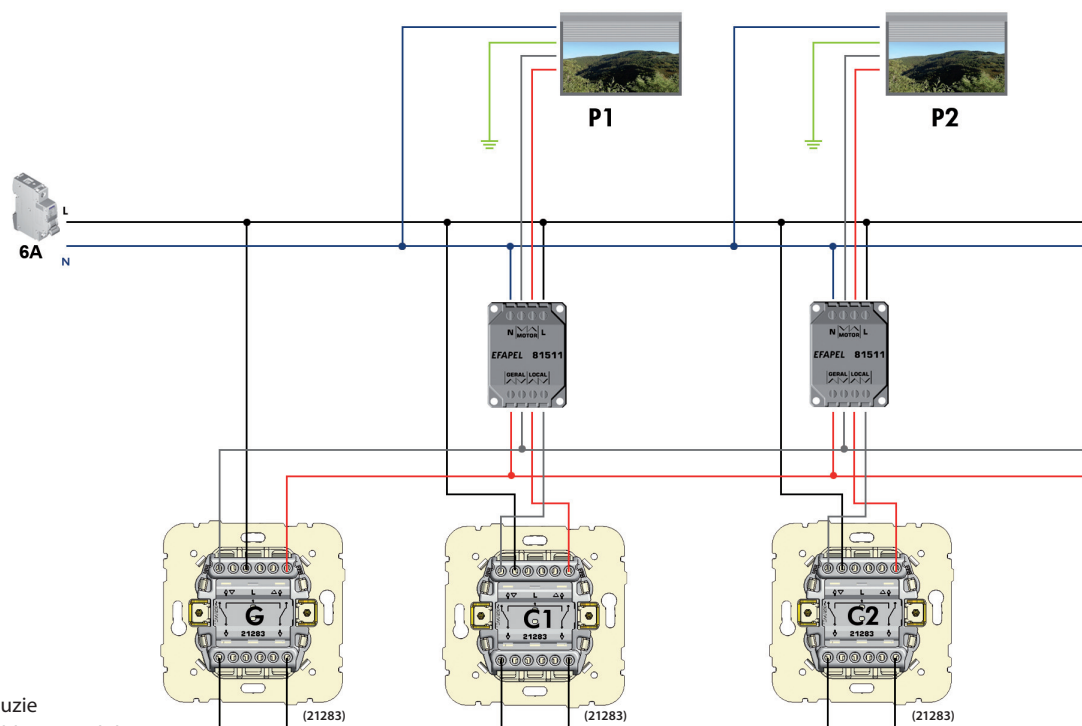 P1
P2
L
6A
N
N MOTOR L
EFAPEL 81511
GERAL LOCAL
N MOTOR L
EFAPEL 81511
GERAL LOCAL
L
G
21283
L
C1
21283
L
C2
21283
uzie
(21283)
(21283)
(21283)